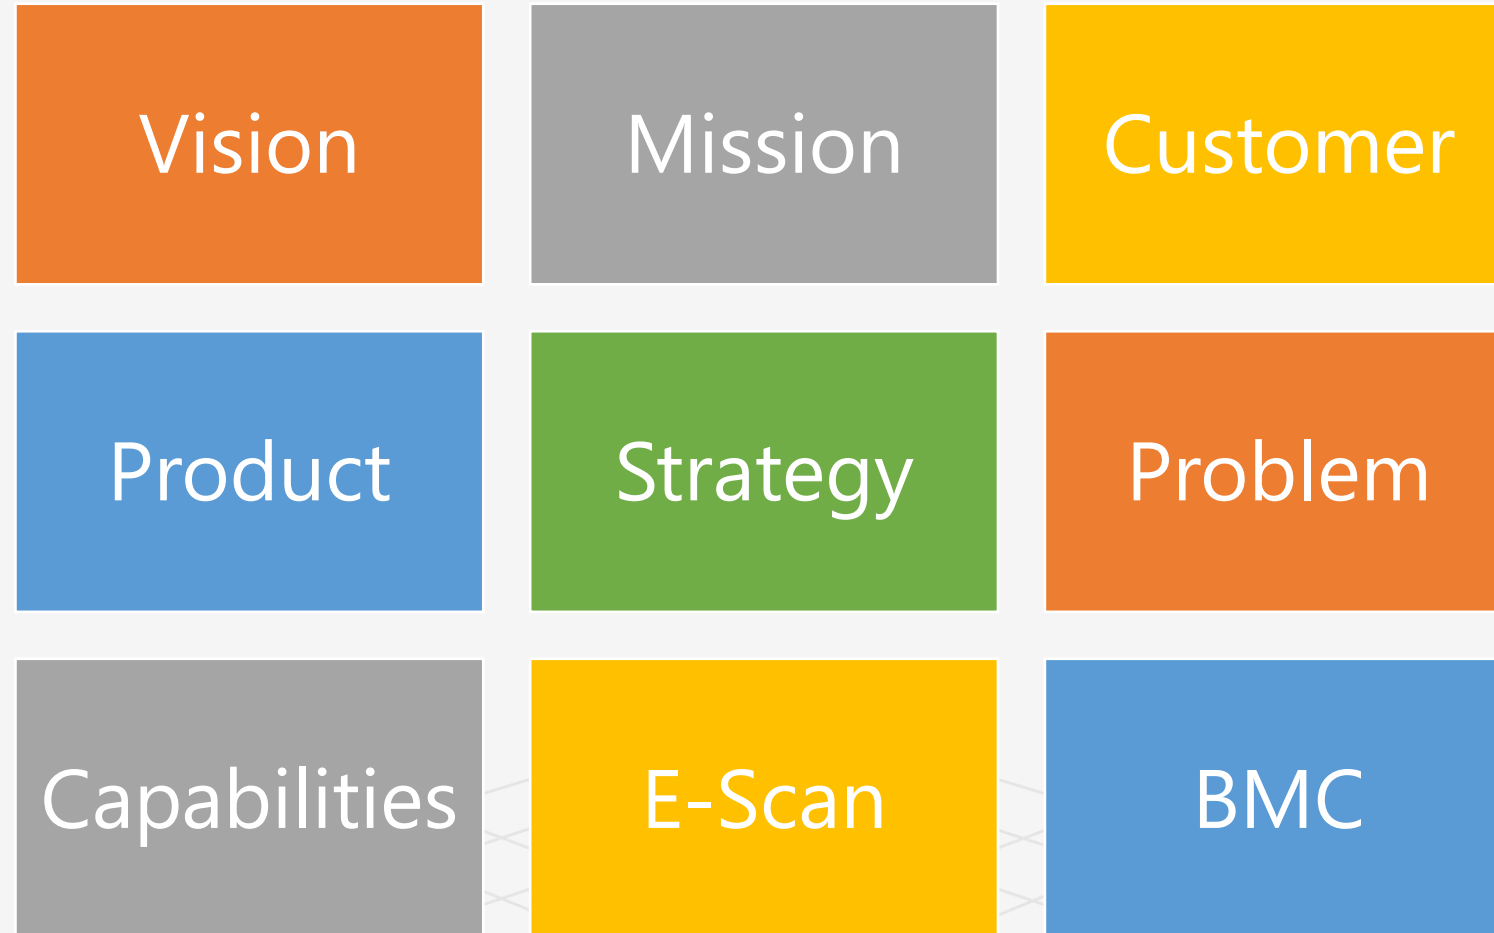 Vision
Mission
Customer
Product
Strategy
Problem
Capabilities
E-Scan
BMC